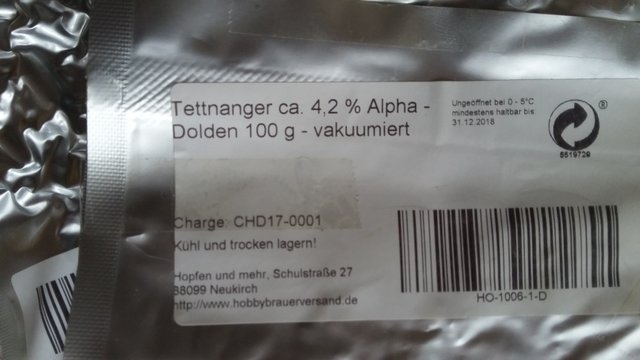 Tettnanger ca. 4,2 % Alpha -
Dolden 100 g - vakuumiert
Ungeöffnet bei 0 - 5°C
mindestens haltbar bis:
31.12.2018
®
5519729
Charge: CHD17-0001
Kühl und trocken lagern!
Hopfen und mehr, Schulstraße 27
88099 Neukirch
http://www.hobbybrauerversand.de
HO-1006-1-D